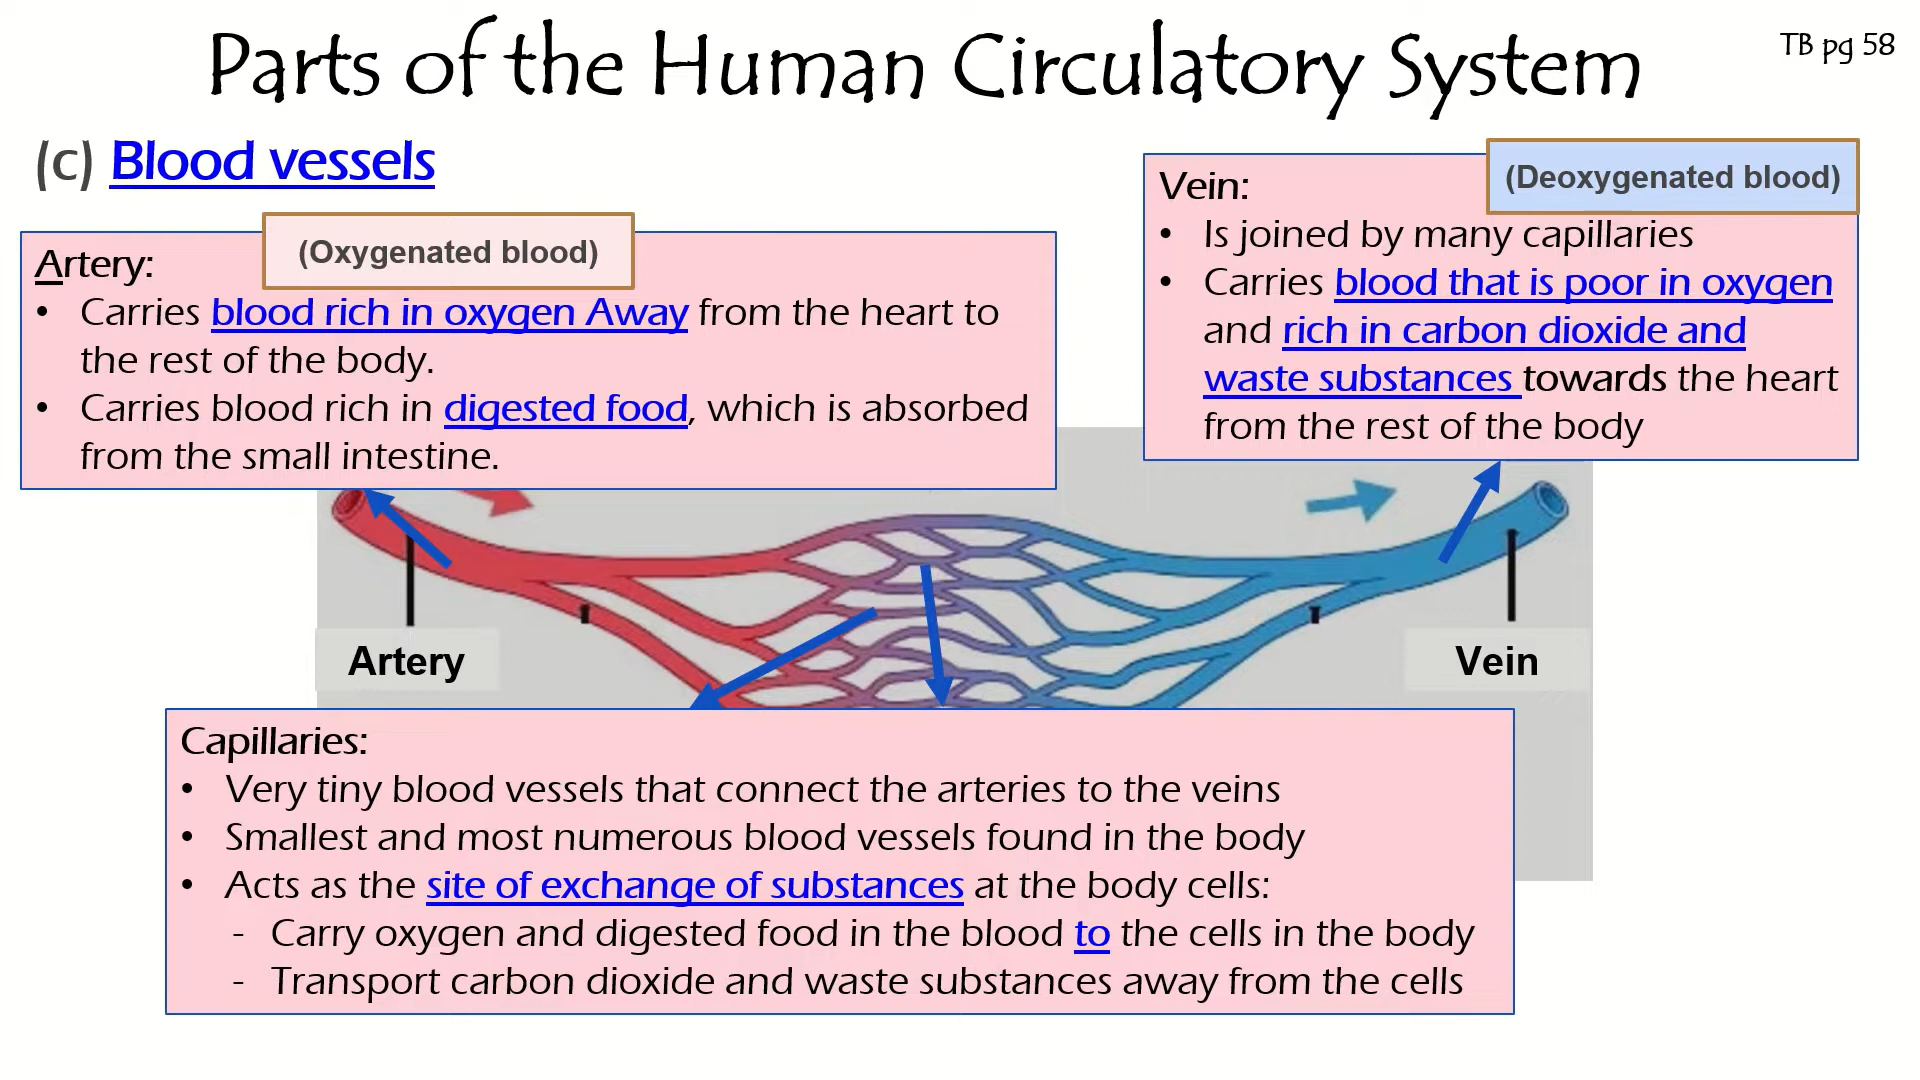 Parts of the Human Circulatory System
TB pg 58
(c) Blood vessels
(Oxygenated blood)
Artery:
• Carries blood rich in oxygen Away from the heart to
the rest of the body.
• Carries blood rich in digested food, which is absorbed
from the small intestine.
(Deoxygenated blood)
Vein:
• Is joined by many capillaries
• Carries blood that is poor in oxygen
and rich in carbon dioxide and
waste substances towards the heart
from the rest of the body
Artery
Vein
Capillaries:
• Very tiny blood vessels that connect the arteries to the veins
• Smallest and most numerous blood vessels found in the body
• Acts as the site of exchange of substances at the body cells:
- Carry oxygen and digested food in the blood to the cells in the body
- Transport carbon dioxide and waste substances away from the cells